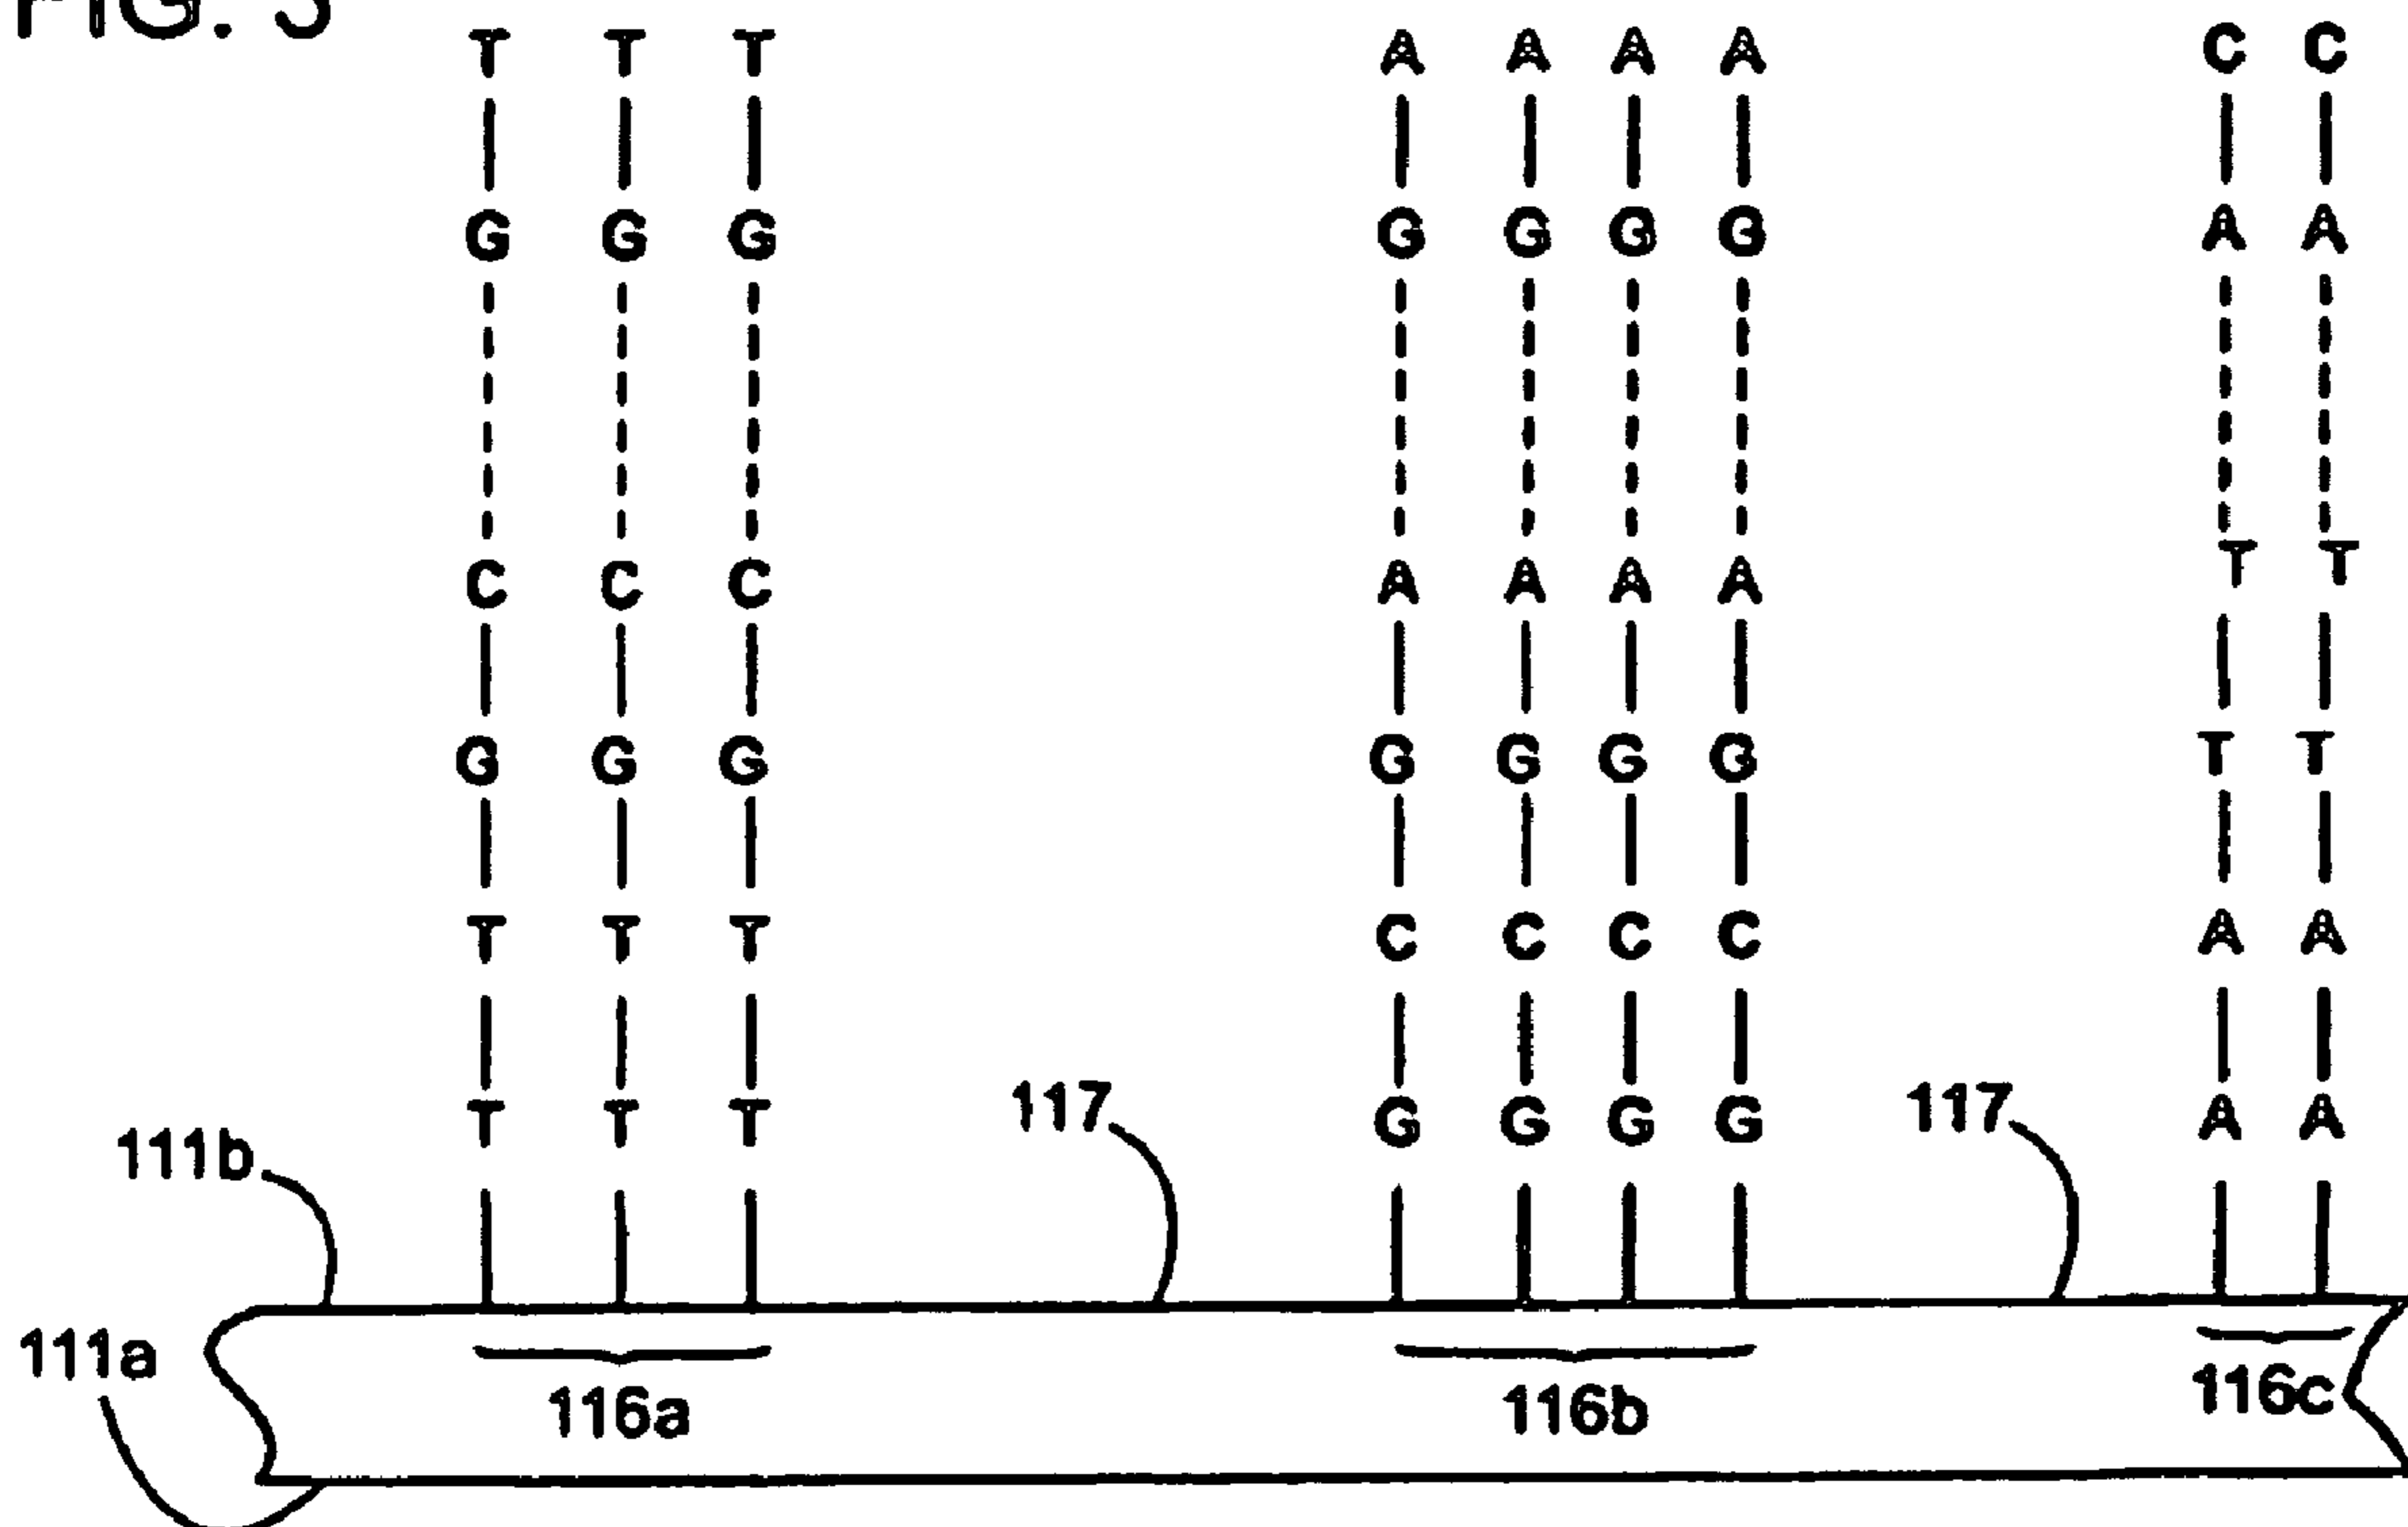 FIG. 3
T T T A A A A C C
G G G G G G G A A
C C C A A A A T T
G G G G G G G T T
T T T C C C C A A
T T T G G G G A A
117 117
111b
111a
116a 116b 116c